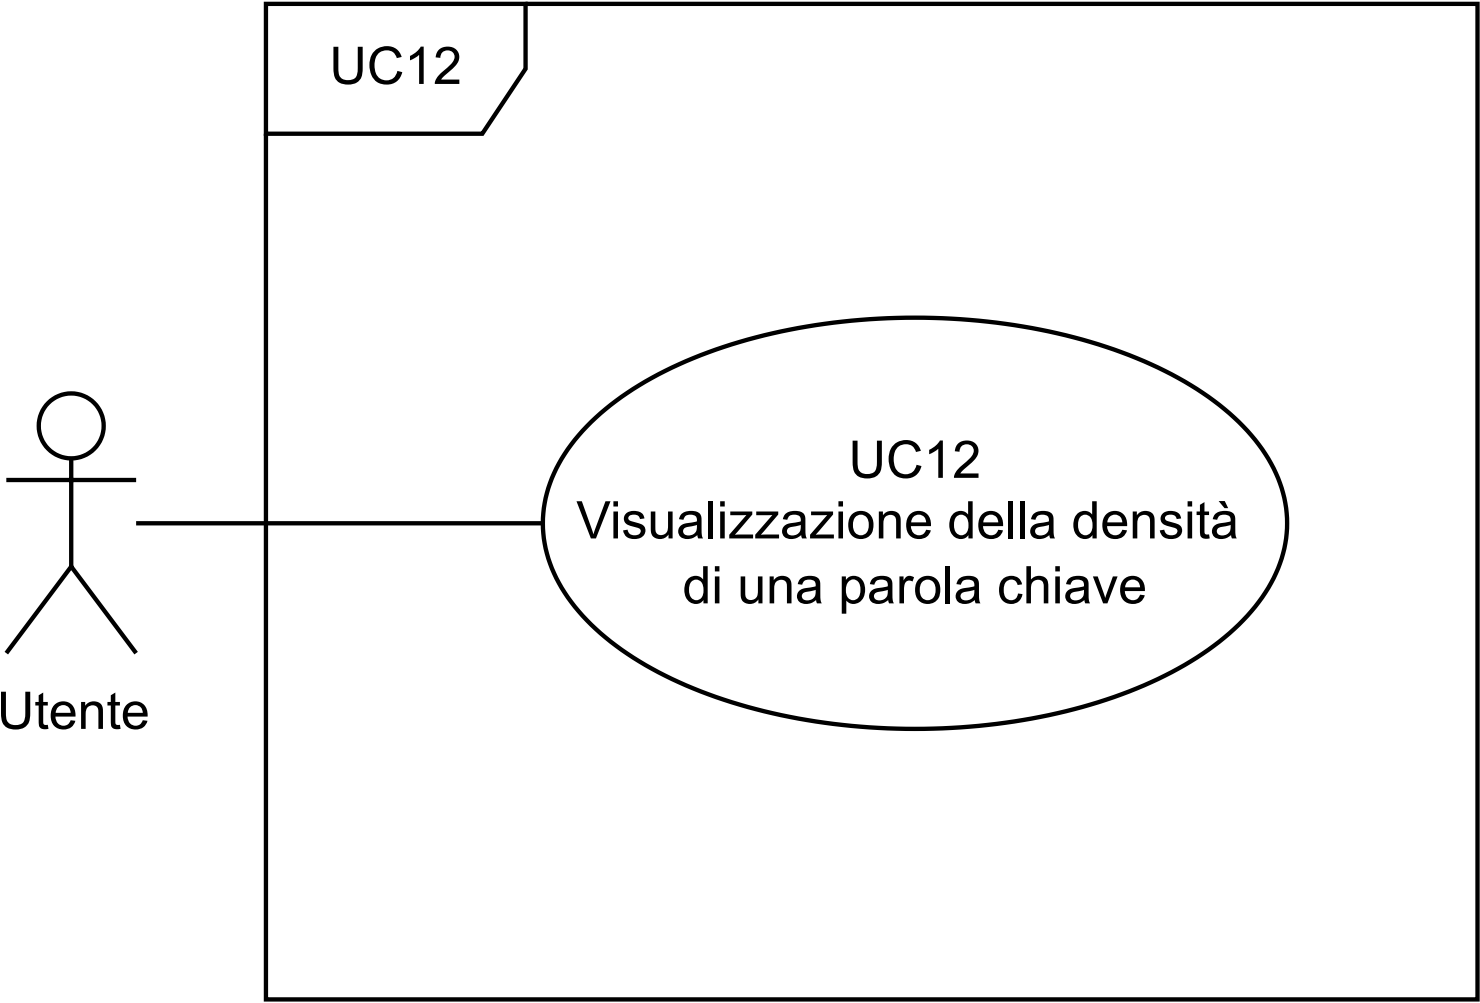 UC12
UC12
Visualizzazione della densità
di una parola chiave
Utente